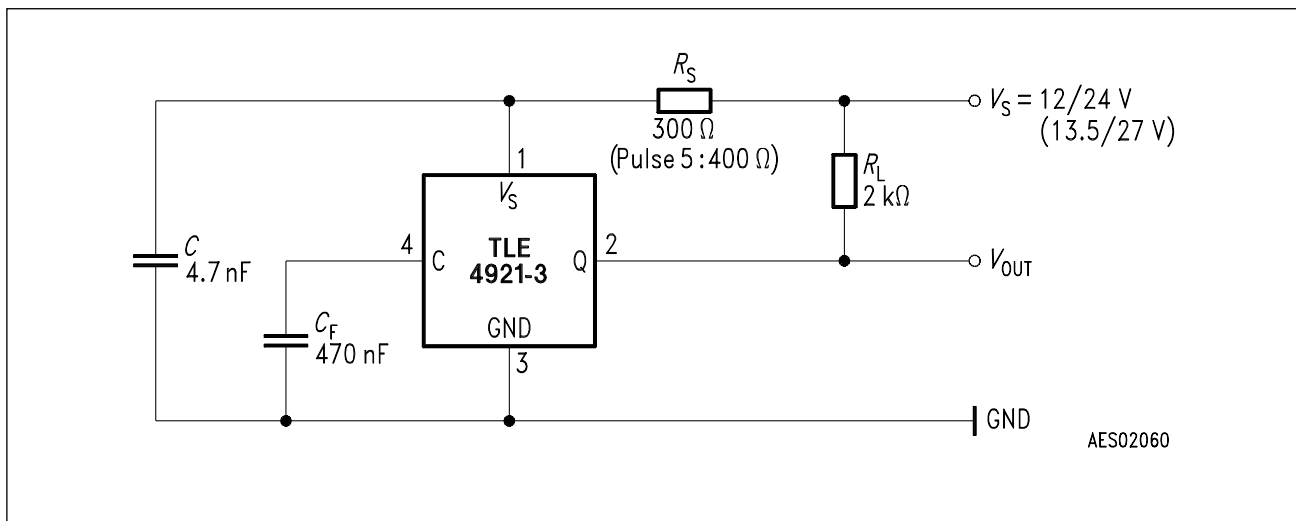 R_S
300 Ω
(Pulse 5:400 Ω)
V_S = 12/24 V
(13.5/27 V)
R_L
2 kΩ
1
V_S
C
4.7 nF
4
C
TLE
4921-3
Q
2
V_OUT
C_F
470 nF
GND
3
GND
AES02060